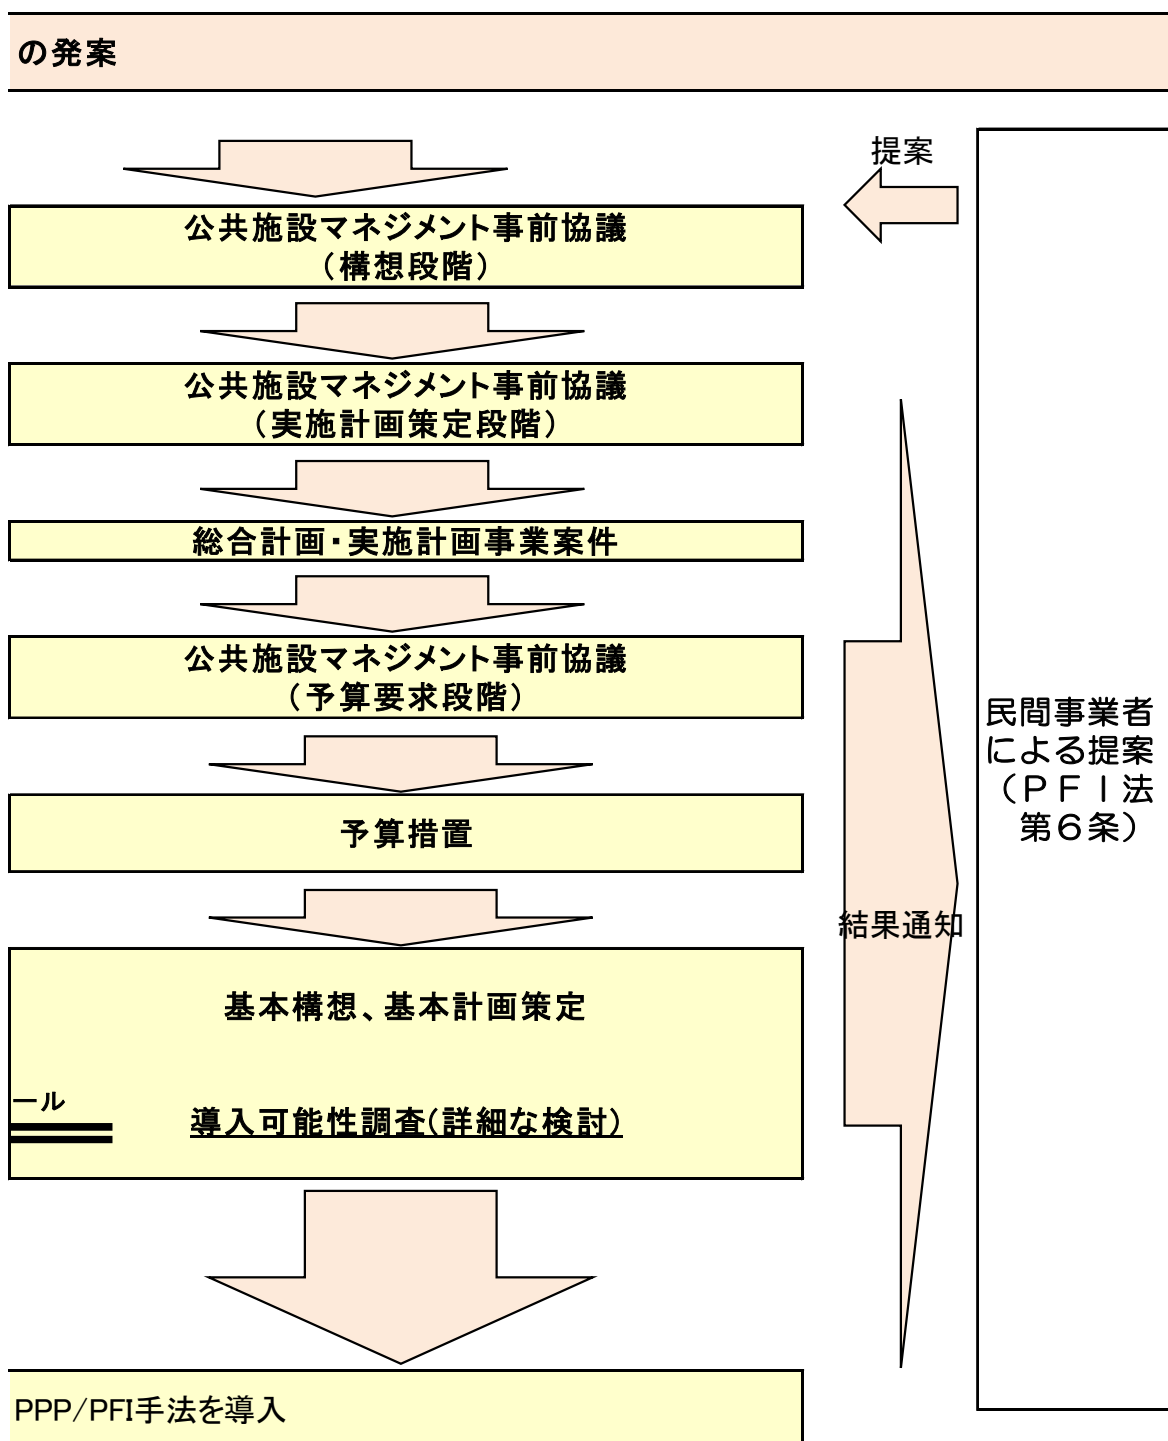 の発案
提案
公共施設マネジメント事前協議
（構想段階）
公共施設マネジメント事前協議
（実施計画策定段階）
総合計画・実施計画事業案件
公共施設マネジメント事前協議
（予算要求段階）
予算措置
基本構想、基本計画策定
ール
導入可能性調査（詳細な検討）
PPP/PFI手法を導入
結果通知
民間事業者
による提案
（ＰＦＩ法
第６条）